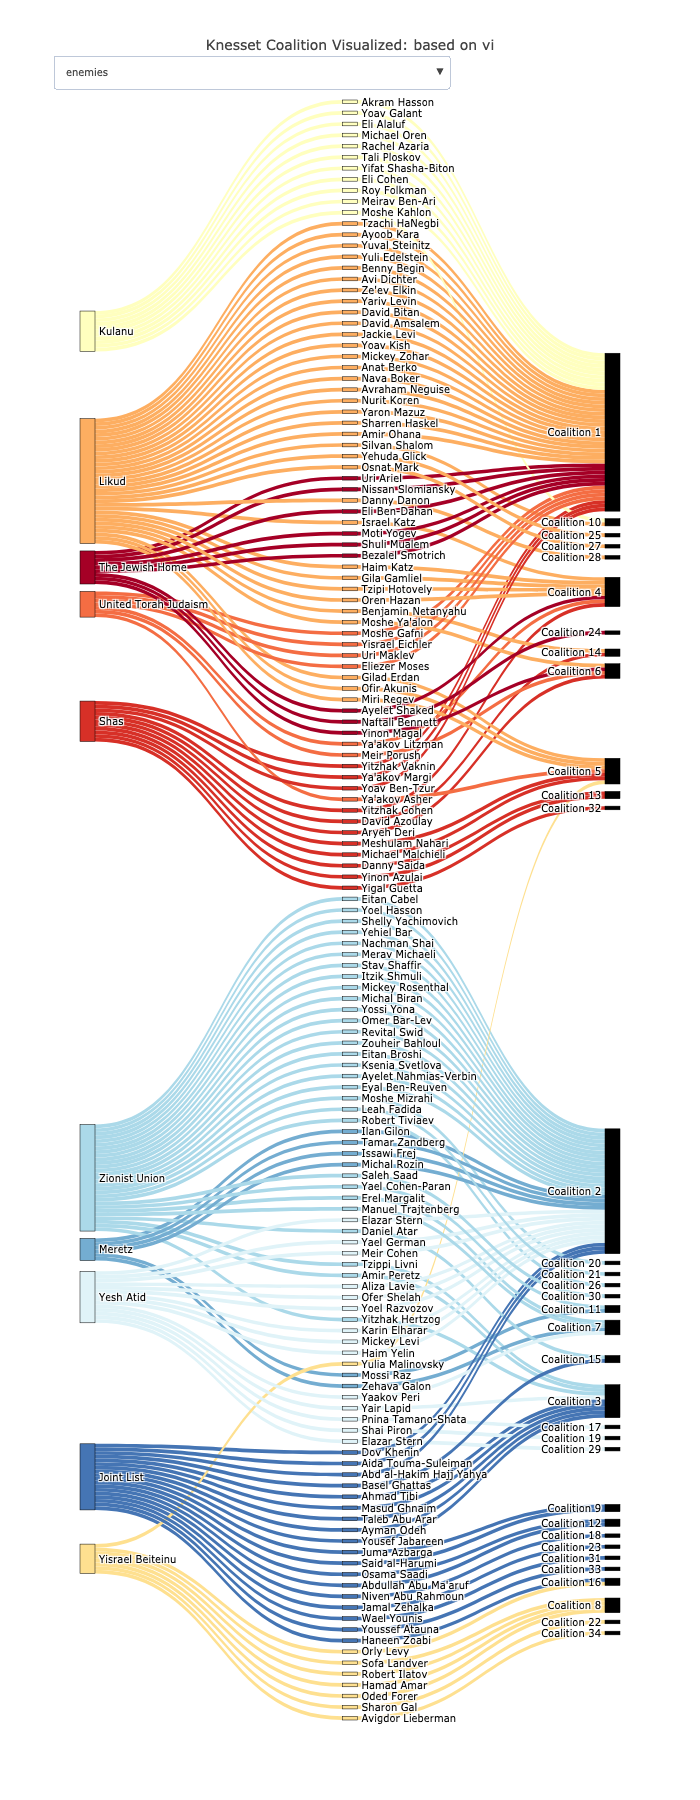 Knesset Coalition Visualized: based on vi
enemies
Kulanu
Likud
The Jewish Home
United Torah Judaism
Shas
Zionist Union
Meretz
Yesh Atid
Joint List
Yisrael Beiteinu
Akram Hasson
Yoav Galant
Eli Alaluf
Michael Oren
Rachel Azaria
Tali Ploskov
Yifat Shasha-Biton
Eli Cohen
Roy Folkman
Meirav Ben-Ari
Moshe Kahlon
Tzachi HaNegbi
Ayoob Kara
Yuval Steinitz
Yuli Edelstein
Benny Begin
Avi Dichter
Ze'ev Elkin
Yariv Levin
David Bitan
David Amsalem
Jackie Levi
Yoav Kish
Mickey Zohar
Anat Berko
Nava Boker
Avraham Neguise
Nurit Koren
Yaron Mazuz
Sharren Haskel
Amir Ohana
Silvan Shalom
Yehuda Glick
Osnat Mark
Uri Ariel
Nissan Slomiansky
Danny Danon
Eli Ben-Dahan
Israel Katz
Moti Yogev
Shuli Mualem
Bezalel Smotrich
Haim Katz
Gila Gamliel
Tzipi Hotovely
Oren Hazan
Benjamin Netanyahu
Moshe Ya'alon
Moshe Gafni
Yisrael Eichler
Uri Maklev
Eliezer Moses
Gilad Erdan
Ofir Akunis
Miri Regev
Ayelet Shaked
Naftali Bennett
Yinon Magal
Ya'akov Litzman
Meir Porush
Yitzhak Vaknin
Ya'akov Margi
Yoav Ben-Tzur
Ya'akov Asher
Yitzhak Cohen
David Azoulay
Aryeh Deri
Meshulam Nahari
Michael Malchieli
Danny Saida
Yinon Azulai
Yigal Guetta
Eitan Cabel
Yoel Hasson
Shelly Yachimovich
Yehiel Bar
Nachman Shai
Merav Michaeli
Stav Shaffir
Itzik Shmuli
Mickey Rosenthal
Michal Biran
Yossi Yona
Omer Bar-Lev
Revital Swid
Zouheir Bahloul
Eitan Broshi
Ksenia Svetlova
Ayelet Nahmias-Verbin
Eyal Ben-Reuven
Moshe Mizrahi
Leah Fadida
Robert Tiviaev
Ilan Gilon
Tamar Zandberg
Issawi Frej
Michal Rozin
Saleh Saad
Yael Cohen-Paran
Erel Margalit
Manuel Trajtenberg
Elazar Stern
Daniel Atar
Yael German
Meir Cohen
Tzippi Livni
Amir Peretz
Aliza Lavie
Ofer Shelah
Yoel Razvozov
Yitzhak Hertzog
Karin Elharar
Mickey Levi
Haim Yelin
Yulia Malinovsky
Mossi Raz
Zehava Galon
Yaakov Peri
Yair Lapid
Pnina Tamano-Shata
Shai Piron
Elazar Stern
Dov Khenin
Aida Touma-Suleiman
Abd al-Hakim Hajj Yahya
Basel Ghattas
Ahmad Tibi
Masud Ghnaim
Taleb Abu Arar
Ayman Odeh
Yousef Jabareen
Juma Azbarga
Said al-Harumi
Osama Saadi
Abdullah Abu Ma'aruf
Niven Abu Rahmoun
Jamal Zehalka
Wael Younis
Youssef Atauna
Haneen Zoabi
Orly Levy
Sofa Landver
Robert Ilatov
Hamad Amar
Oded Forer
Sharon Gal
Avigdor Lieberman
Coalition 1
Coalition 10
Coalition 25
Coalition 27
Coalition 28
Coalition 4
Coalition 24
Coalition 14
Coalition 6
Coalition 5
Coalition 13
Coalition 32
Coalition 2
Coalition 20
Coalition 21
Coalition 26
Coalition 30
Coalition 11
Coalition 7
Coalition 15
Coalition 3
Coalition 17
Coalition 19
Coalition 29
Coalition 9
Coalition 12
Coalition 18
Coalition 23
Coalition 31
Coalition 33
Coalition 16
Coalition 8
Coalition 22
Coalition 34